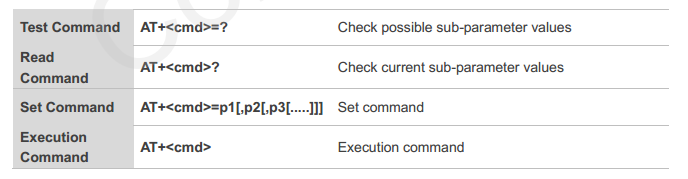 Test Command AT+<cmd>=? Check possible sub-parameter values
Read
Command AT+<cmd>? Check current sub-parameter values
Set Command AT+<cmd>=p1[,p2[,p3[.....]]] Set command
Execution
Command AT+<cmd> Execution command